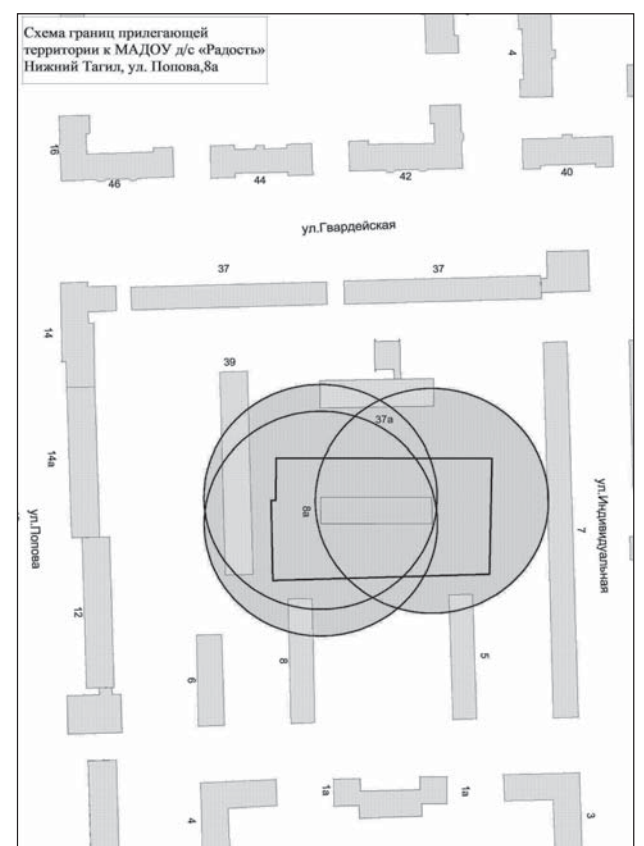 Схема границ прилегающей
территории к МАДОУ д/с «Радость»
Нижний Тагил, ул. Попова,8а
4
16
46
44
42
40
ул.Гвардейская
37
37
14
39
37а
14а
8а
ул.Попова
ул.Индивидуальная
7
12
6
8
5
4
1а
1а
3